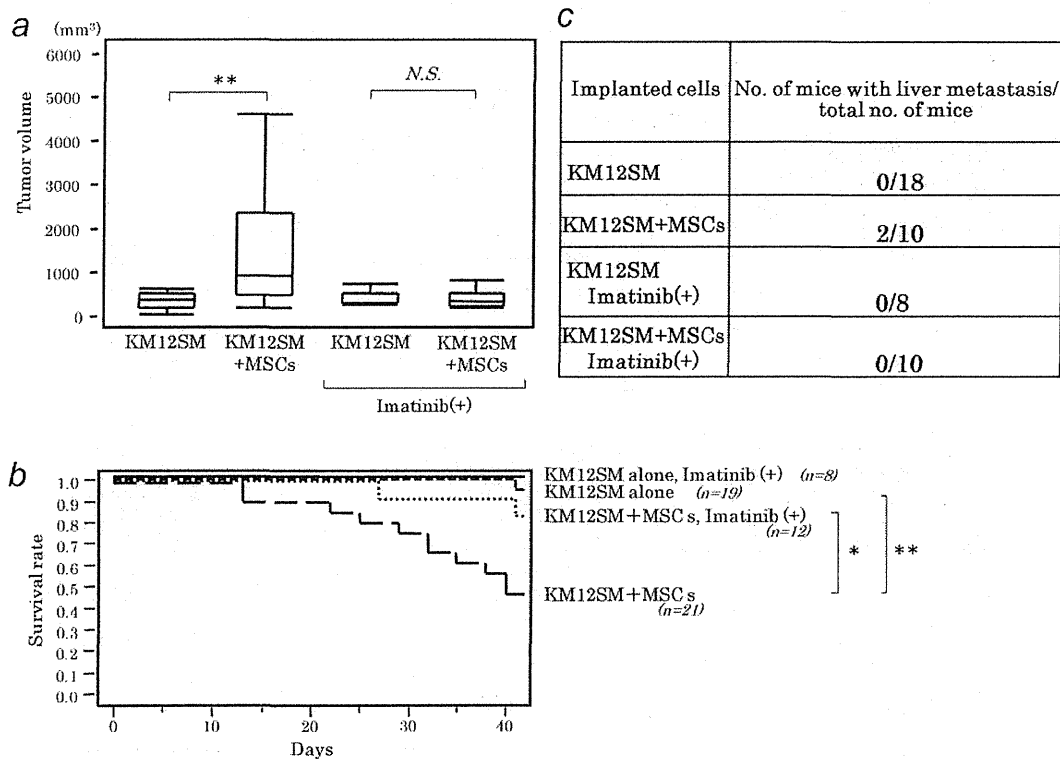 a
(mm³)
6000
5000
4000
3000
2000
1000
0
Tumor volume
**
N.S.
KM12SM
KM12SM
+MSCs
KM12SM
KM12SM
+MSCs
Imatinib(+)
c
Implanted cells
No. of mice with liver metastasis/
total no. of mice
KM12SM
0/18
KM12SM+MSCs
2/10
KM12SM
Imatinib(+)
0/8
KM12SM+MSCs
Imatinib(+)
0/10
b
1.0
0.9
0.8
0.7
0.6
0.5
0.4
0.3
0.2
0.1
0.0
Survival rate
0
10
20
30
40
Days
KM12SM alone, Imatinib (+) (n=8)
KM12SM alone (n=19)
KM12SM+MSCs, Imatinib (+)
(n=12)
KM12SM+MSCs
(n=21)
*
**